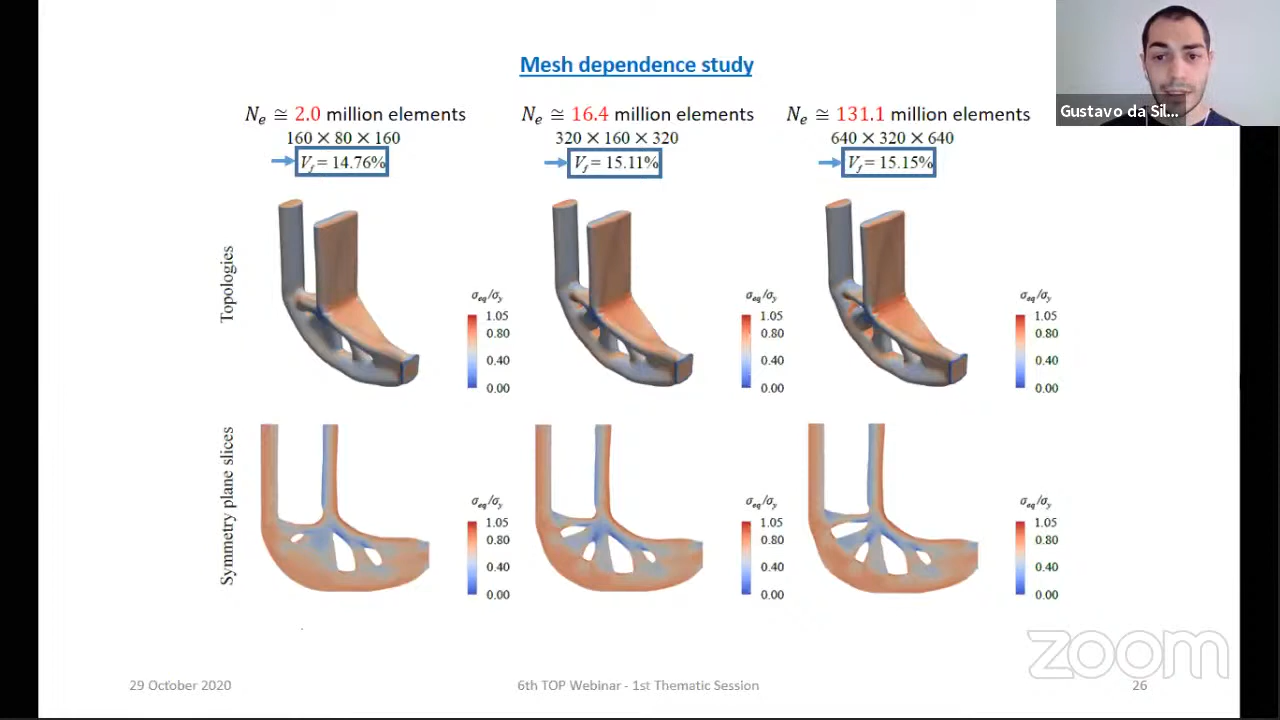 Mesh dependence study
Gustavo da Sil...
Nₑ ≅ 2.0 million elements
160 × 80 × 160
V_f = 14.76%
Nₑ ≅ 16.4 million elements
320 × 160 × 320
V_f = 15.11%
Nₑ ≅ 131.1 million elements
640 × 320 × 640
V_f = 15.15%
Topologies
σ_eq/σ_y
1.05
0.80
0.40
0.00
σ_eq/σ_y
1.05
0.80
0.40
0.00
σ_eq/σ_y
1.05
0.80
0.40
0.00
Symmetry plane slices
σ_eq/σ_y
1.05
0.80
0.40
0.00
σ_eq/σ_y
1.05
0.80
0.40
0.00
σ_eq/σ_y
1.05
0.80
0.40
0.00
zoom
29 October 2020
6th TOP Webinar - 1st Thematic Session
26